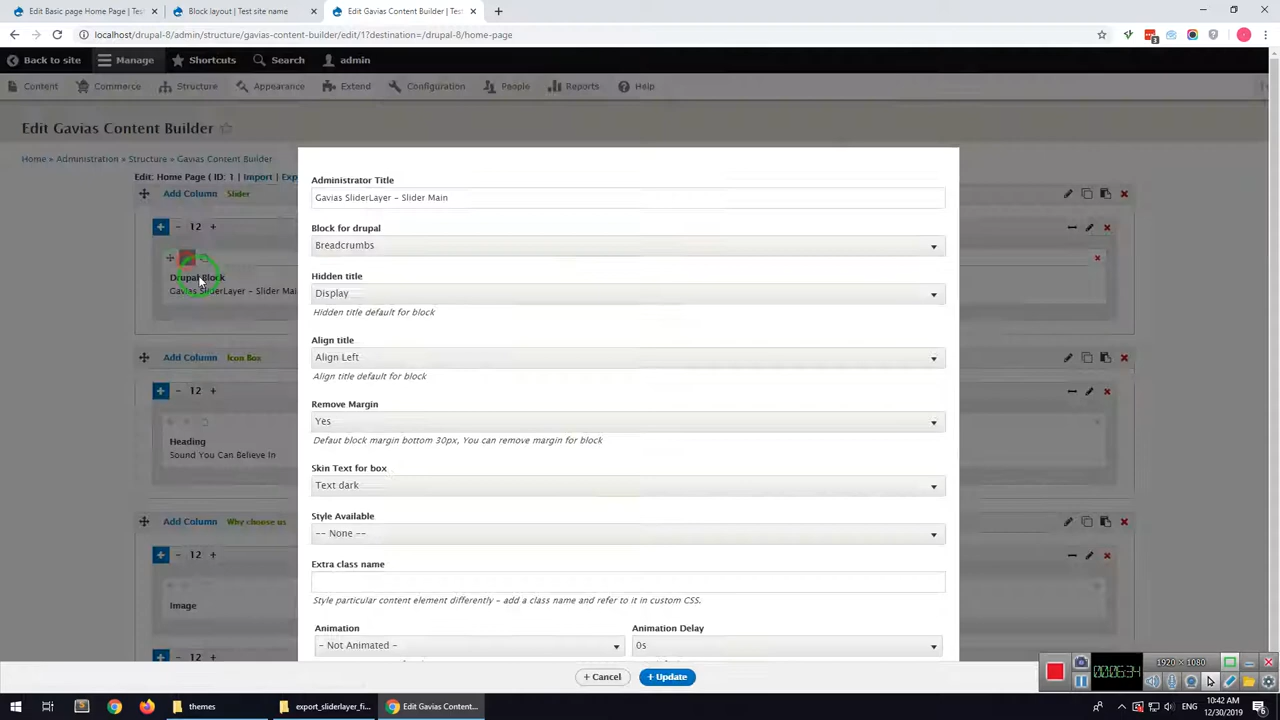 Edit Basic page Home Page | Tes
Block layout | Test site name
Edit Gavias Content Builder | Tes
localhost/drupal-8/admin/structure/gavias-content-builder/edit/1?destination=/drupal-8/home-page
3
Back to site
Manage
Shortcuts
Search
admin
Content
Commerce
Structure
Appearance
Extend
Configuration
People
Reports
Help
Edit Gavias Content Builder
Home » Administration » Structure » Gavias Content Builder
Edit: Home Page ( ID: 1 | Import | Exp
Add Column Slider
- 12 +
Drupal Block
Gavias SliderLayer - Slider Main
Add Column Icon Box
- 12 +
Heading
Sound You Can Believe In
Add Column Why choose us
- 12 +
Image
- 12 +
Administrator Title
Gavias SliderLayer - Slider Main
Block for drupal
Breadcrumbs
Hidden title
Display
Hidden title default for block
Align title
Align Left
Align title default for block
Remove Margin
Yes
Defaut block margin bottom 30px, You can remove margin for block
Skin Text for box
Text dark
Style Available
-- None --
Extra class name
Style particular content element differently - add a class name and refer to it in custom CSS.
Animation
Animation Delay
- Not Animated -
0s
+ Cancel
+ Update
00:06:34
1920 × 1080
themes
export_sliderlayer_fi...
Edit Gavias Content...
ENG
10:42 AM
12/30/2019
6